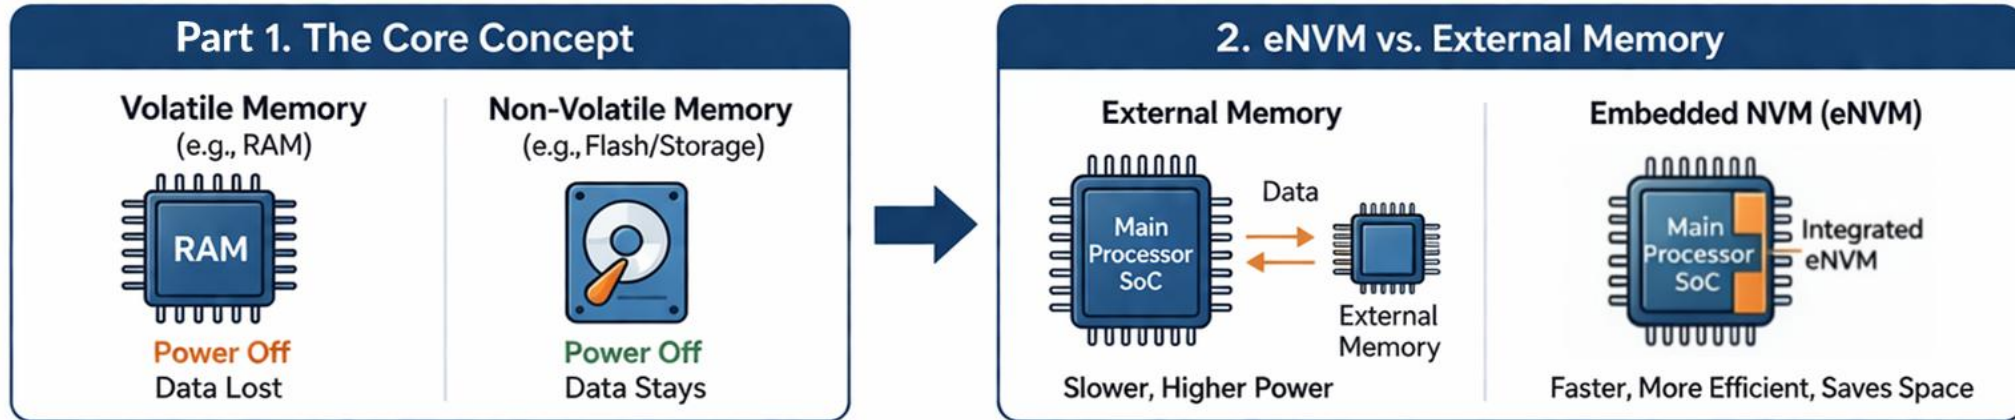 Part 1. The Core Concept
Volatile Memory
(e.g., RAM)
RAM
Power Off
Data Lost
Non-Volatile Memory
(e.g., Flash/Storage)
Power Off
Data Stays
2. eNVM vs. External Memory
External Memory
Main
Processor
SoC
Data
External
Memory
Slower, Higher Power
Embedded NVM (eNVM)
Main
Processor
SoC
Integrated
eNVM
Faster, More Efficient, Saves Space